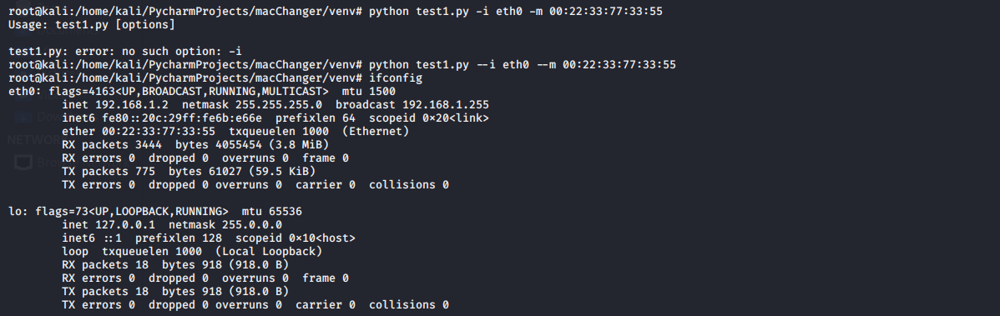 root@kali:/home/kali/PycharmProjects/macChanger/venv# python test1.py -i eth0 -m 00:22:33:77:33:55
Usage: test1.py [options]
test1.py: error: no such option: -i
root@kali:/home/kali/PycharmProjects/macChanger/venv# python test1.py --i eth0 --m 00:22:33:77:33:55
root@kali:/home/kali/PycharmProjects/macChanger/venv# ifconfig
eth0: flags=4163<UP,BROADCAST,RUNNING,MULTICAST>  mtu 1500
        inet 192.168.1.2  netmask 255.255.255.0  broadcast 192.168.1.255
        inet6 fe80::20c:29ff:fe6b:e66e  prefixlen 64  scopeid 0×20<link>
        ether 00:22:33:77:33:55  txqueuelen 1000  (Ethernet)
        RX packets 3444  bytes 4055454 (3.8 MiB)
        RX errors 0  dropped 0  overruns 0  frame 0
        TX packets 775  bytes 61027 (59.5 KiB)
        TX errors 0  dropped 0 overruns 0  carrier 0  collisions 0
lo: flags=73<UP,LOOPBACK,RUNNING>  mtu 65536
        inet 127.0.0.1  netmask 255.0.0.0
        inet6 ::1  prefixlen 128  scopeid 0×10<host>
        loop  txqueuelen 1000  (Local Loopback)
        RX packets 18  bytes 918 (918.0 B)
        RX errors 0  dropped 0  overruns 0  frame 0
        TX packets 18  bytes 918 (918.0 B)
        TX errors 0  dropped 0 overruns 0  carrier 0  collisions 0